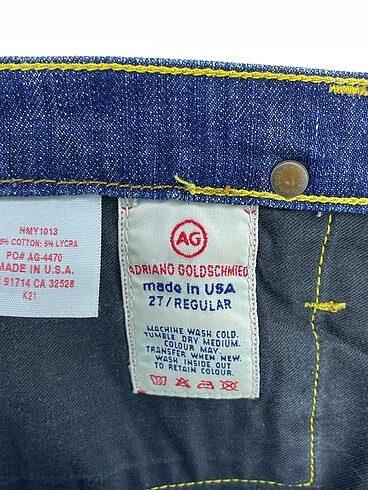 HMY1013
5% COTTON: 5% LYCRA
PO# AG-4470
MADE IN U.S.A.
91714 CA 32528
K21
AG
ADRIANO GOLDSCHMIED
made in USA
27/REGULAR
MACHINE WASH COLD.
TUMBLE DRY MEDIUM.
COLOUR MAY
TRANSFER WHEN NEW.
WASH INSIDE OUT
TO RETAIN COLOUR.